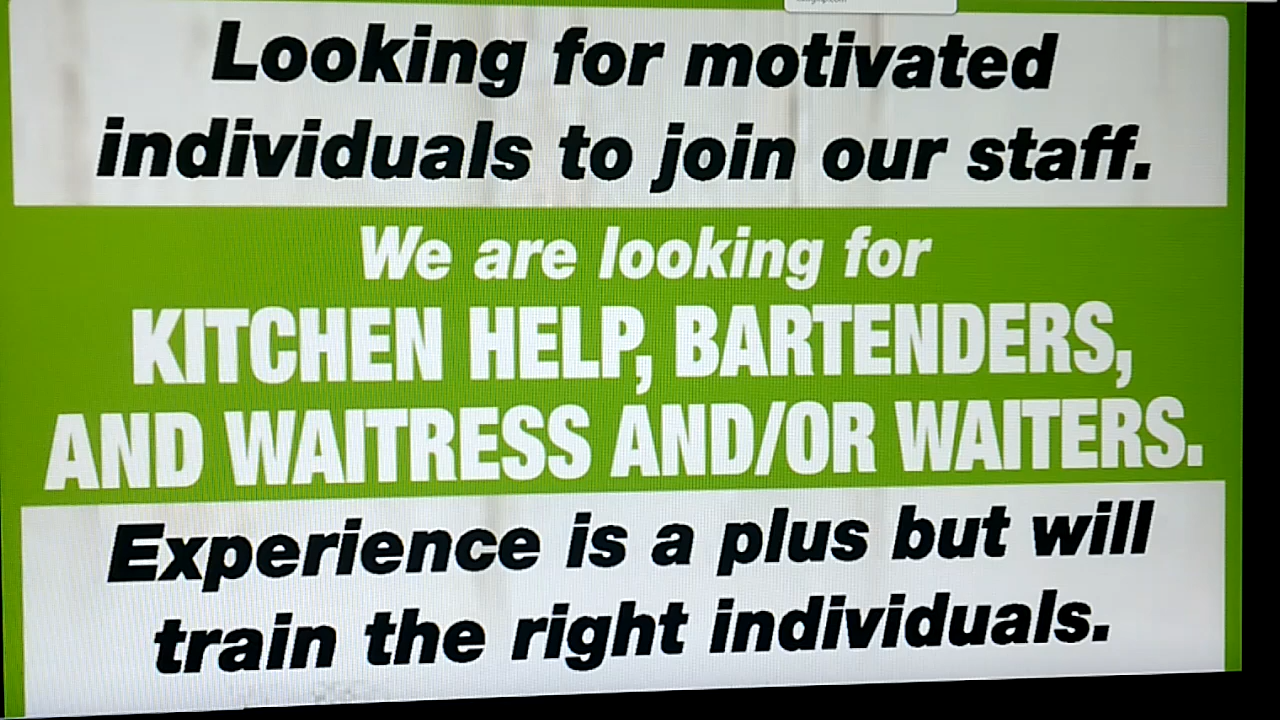 Looking for motivated
individuals to join our staff.
We are looking for
KITCHEN HELP, BARTENDERS,
AND WAITRESS AND/OR WAITERS.
Experience is a plus but will
train the right individuals.